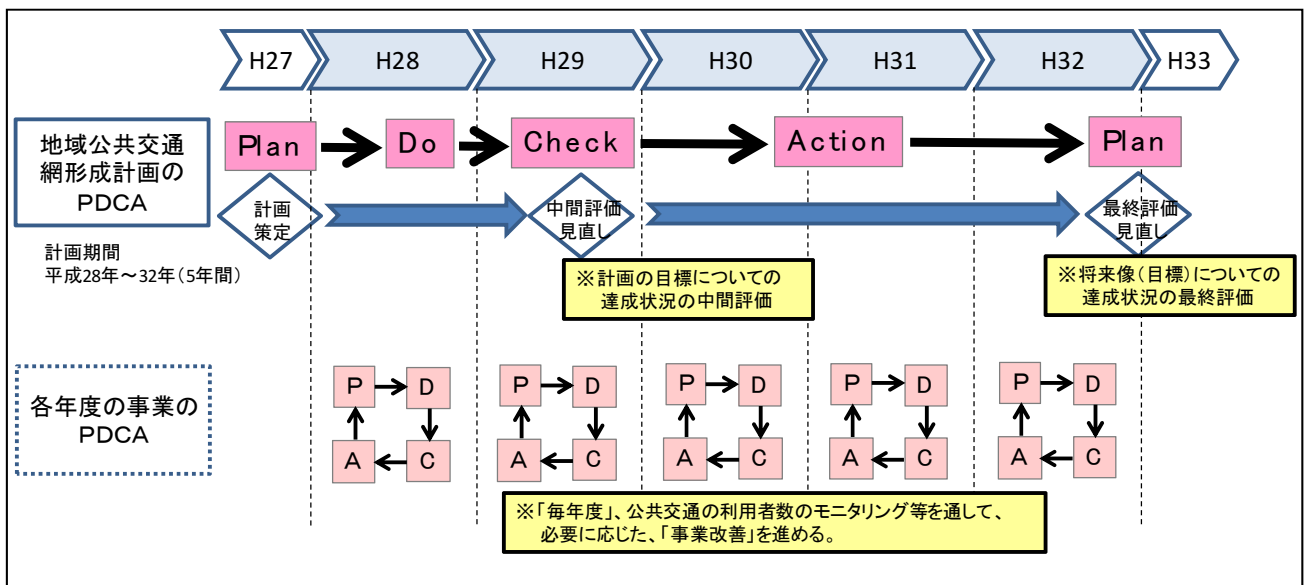 H27
H28
H29
H30
H31
H32
H33
地域公共交通
網形成計画の
PDCA
Plan
Do
Check
Action
Plan
計画
策定
中間評価
見直し
最終評価
見直し
計画期間
平成28年～32年(5年間)
※計画の目標についての
達成状況の中間評価
※将来像(目標)についての
達成状況の最終評価
各年度の事業の
PDCA
P D
A C
P D
A C
P D
A C
P D
A C
P D
A C
※「毎年度」、公共交通の利用者数のモニタリング等を通して、
必要に応じた、「事業改善」を進める。